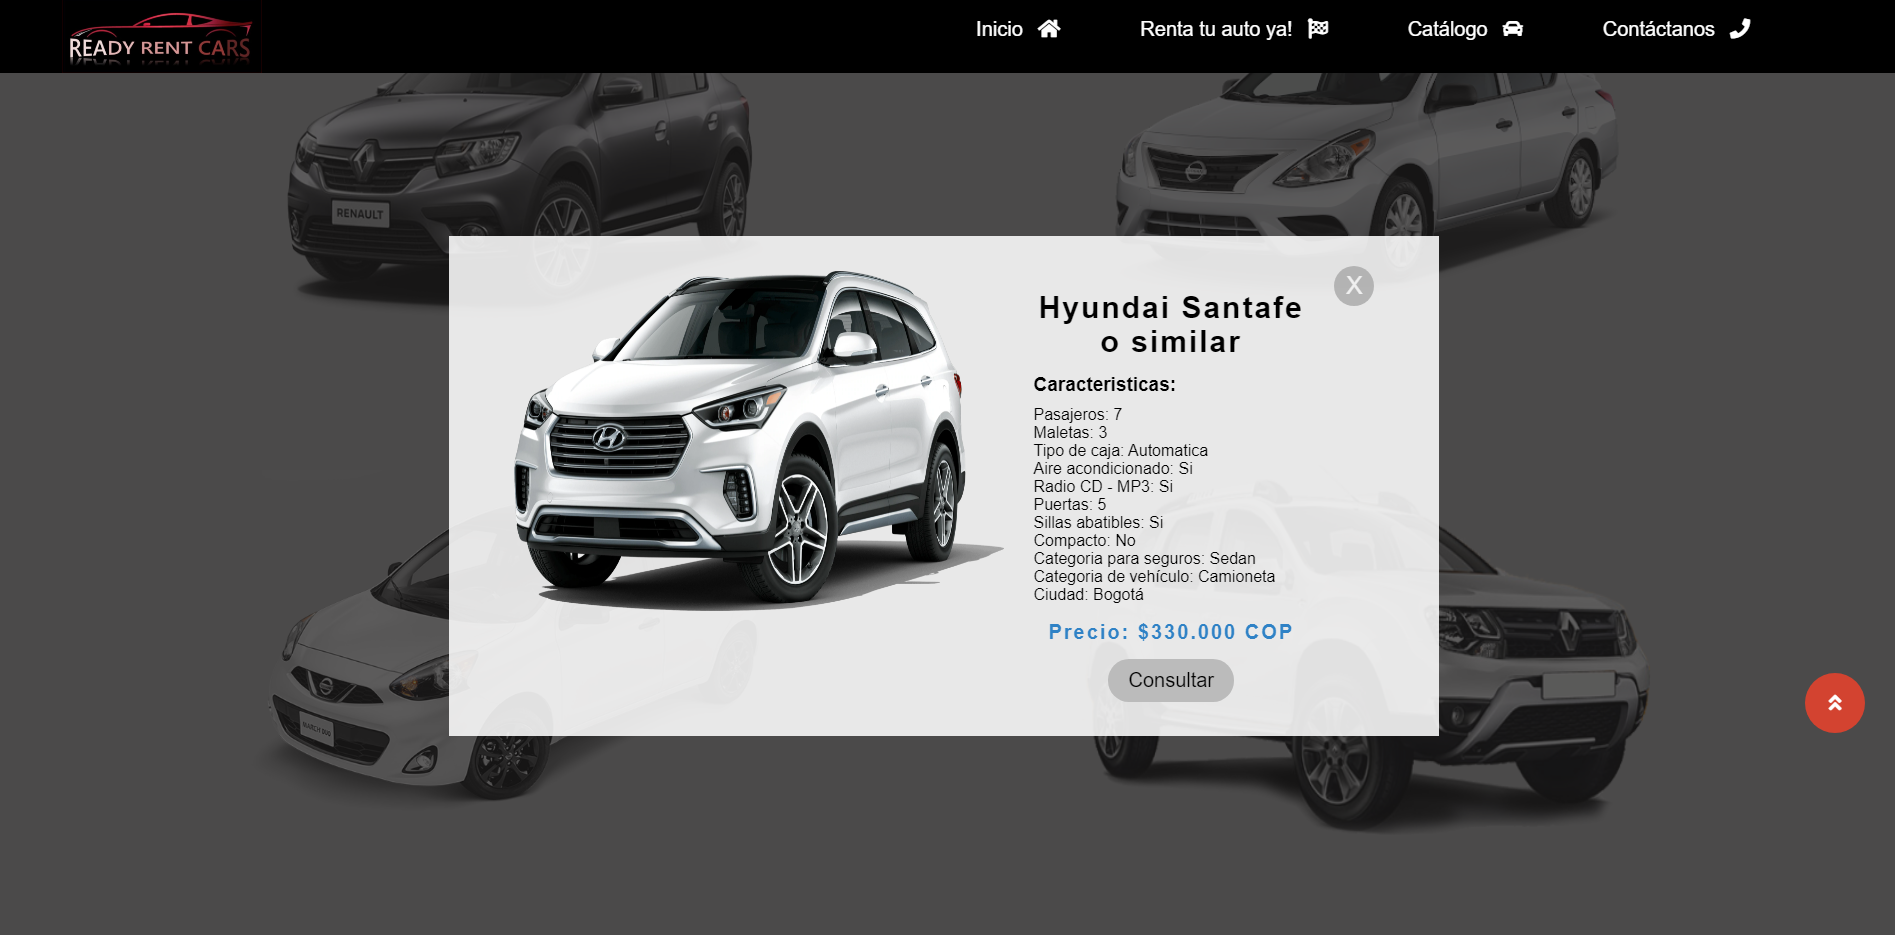 READY RENT CARS
Inicio
Renta tu auto ya!
Catálogo
Contáctanos
RENAULT
X
Hyundai Santafe
o similar
Caracteristicas:
Pasajeros: 7
Maletas: 3
Tipo de caja: Automatica
Aire acondicionado: Si
Radio CD - MP3: Si
Puertas: 5
Sillas abatibles: Si
Compacto: No
Categoria para seguros: Sedan
Categoria de vehículo: Camioneta
Ciudad: Bogotá
Precio: $330.000 COP
Consultar